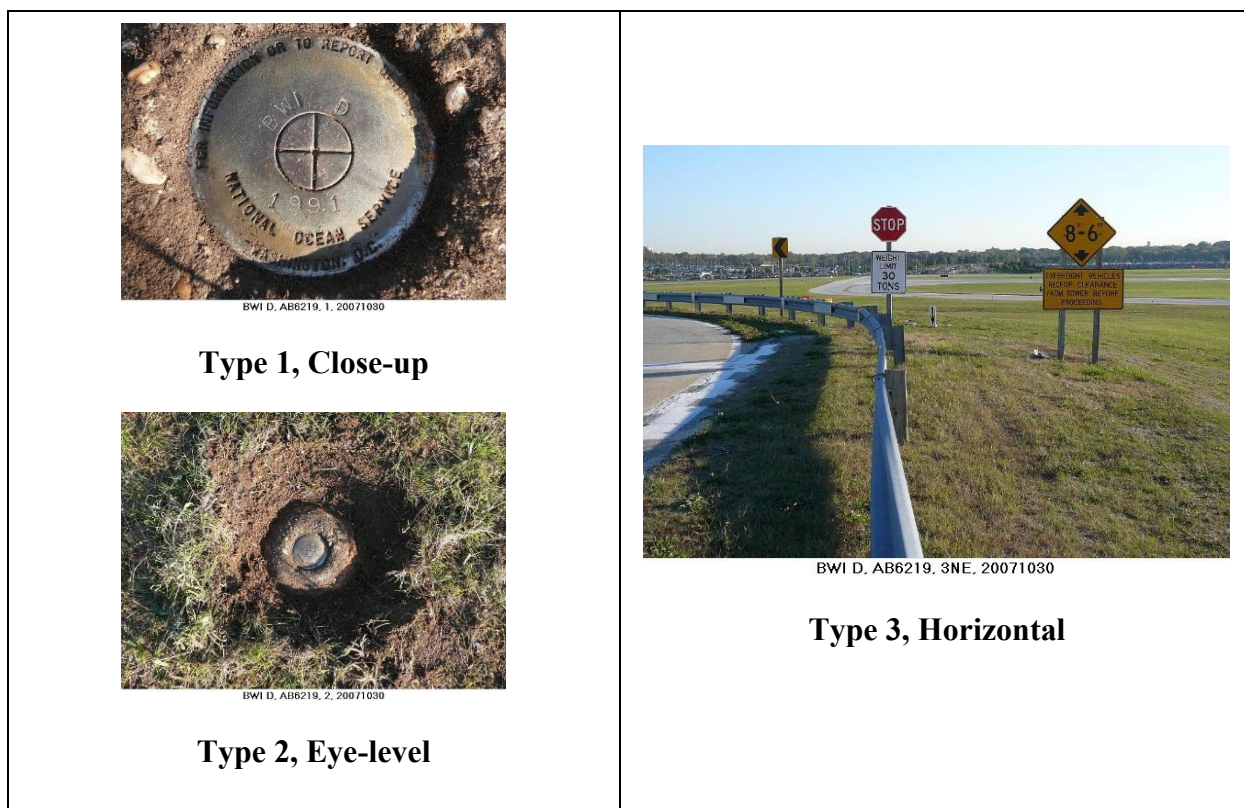 FOR INFORMATION OR TO REPORT
BWI D
1991
NATIONAL OCEAN SERVICE
WASHINGTON, D.C.
BWI D, AB6219, 1, 20071030
Type 1, Close-up
BWI D, AB6219, 2, 20071030
Type 2, Eye-level
STOP
WEIGHT
LIMIT
30
TONS
8'-6"
OVERHEIGHT VEHICLES
RECEIVE CLEARANCE
FROM TOWER BEFORE
PROCEEDING
BWI D, AB6219, 3NE, 20071030
Type 3, Horizontal